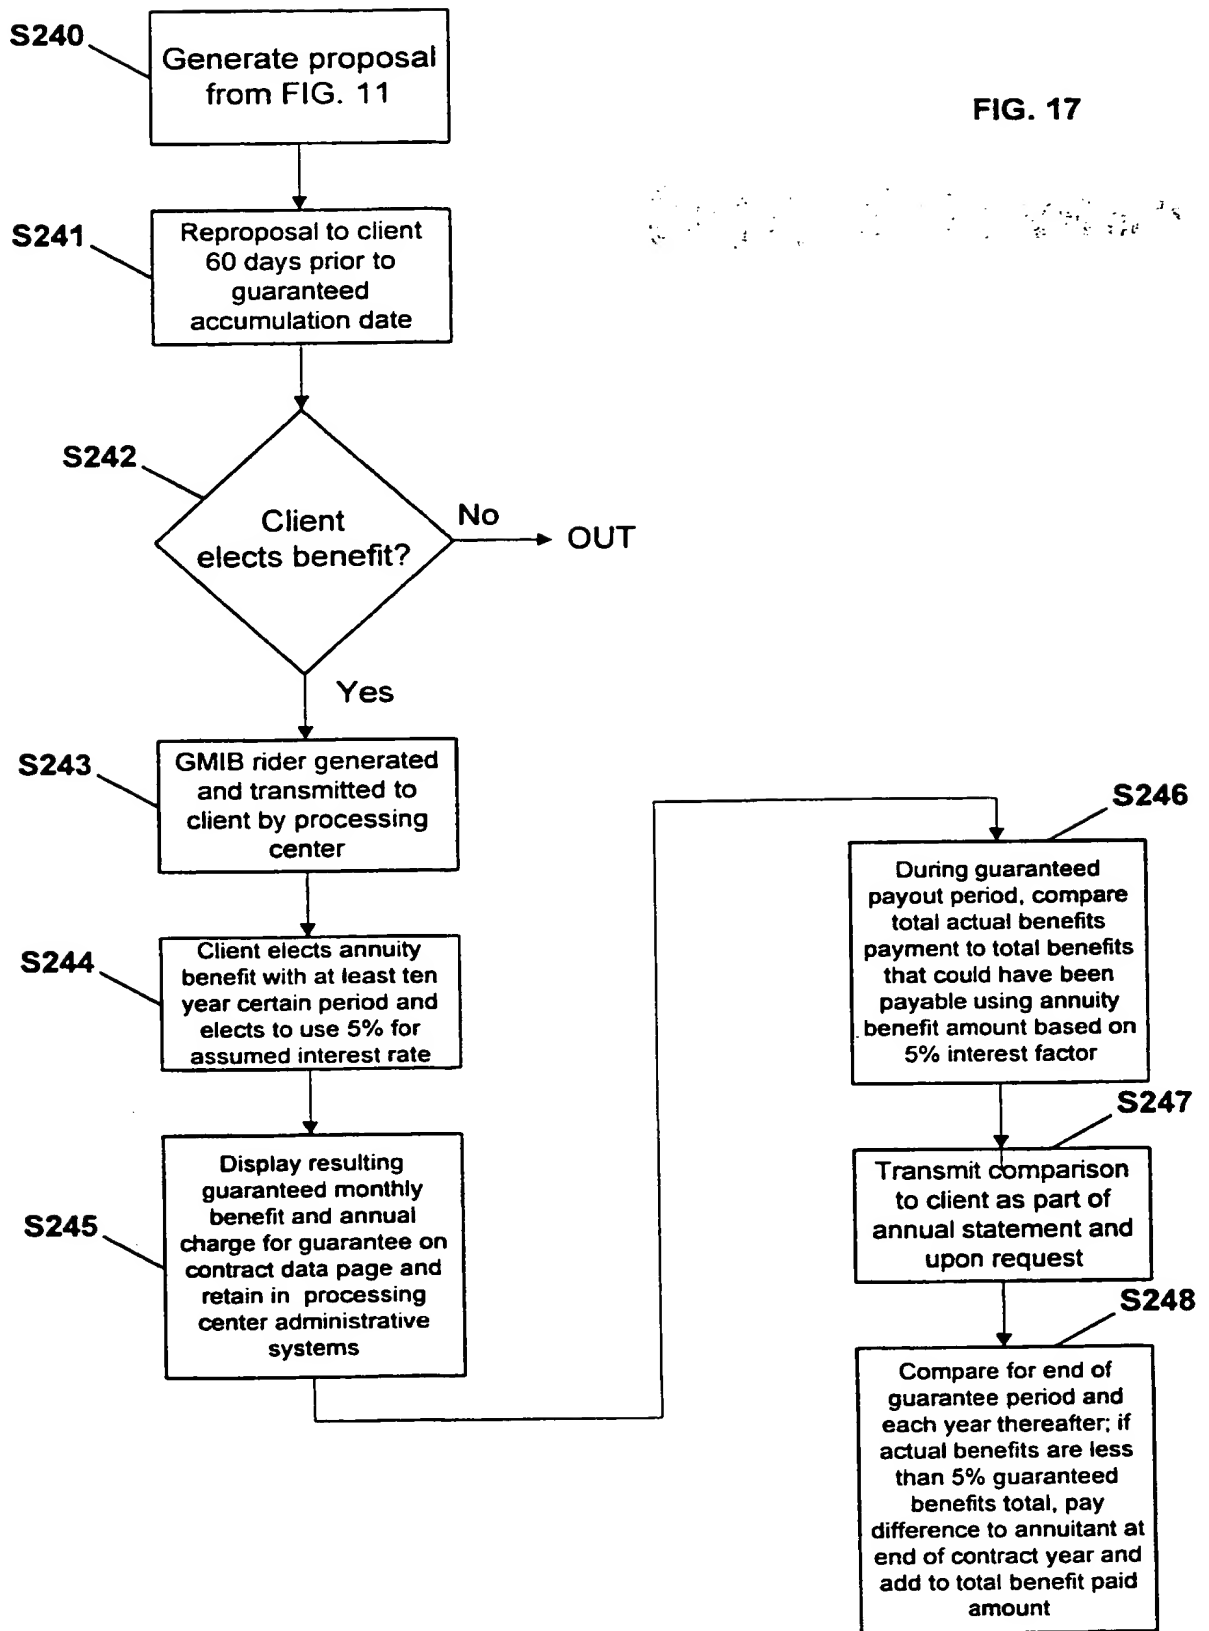 S240
Generate proposal
from FIG. 11
FIG. 17
S241
Reproposal to client
60 days prior to
guaranteed
accumulation date
S242
Client
elects benefit?
No
OUT
Yes
S243
GMIB rider generated
and transmitted to
client by processing
center
S244
Client elects annuity
benefit with at least ten
year certain period and
elects to use 5% for
assumed interest rate
S245
Display resulting
guaranteed monthly
benefit and annual
charge for guarantee on
contract data page and
retain in processing
center administrative
systems
S246
During guaranteed
payout period, compare
total actual benefits
payment to total benefits
that could have been
payable using annuity
benefit amount based on
5% interest factor
S247
Transmit comparison
to client as part of
annual statement and
upon request
S248
Compare for end of
guarantee period and
each year thereafter; if
actual benefits are less
than 5% guaranteed
benefits total, pay
difference to annuitant at
end of contract year and
add to total benefit paid
amount